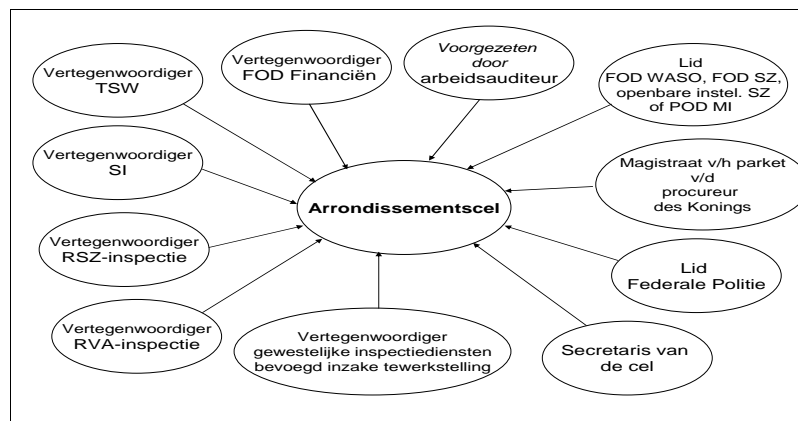 Vertegenwoordiger
TSW
Vertegenwoordiger
FOD Financiën
Voorgezeten
door
arbeidsauditeur
Lid
FOD WASO, FOD SZ,
openbare instel. SZ
of POD MI
Vertegenwoordiger
SI
Arrondissementscel
Magistraat v/h parket
v/d
procureur
des Konings
Vertegenwoordiger
RSZ-inspectie
Lid
Federale Politie
Vertegenwoordiger
RVA-inspectie
Vertegenwoordiger
gewestelijke inspectiediensten
bevoegd inzake tewerkstelling
Secretaris van
de cel